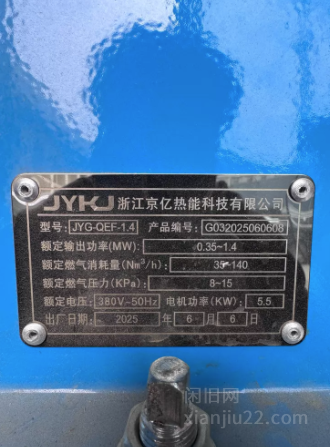 JYKJ 浙江京亿热能科技有限公司
型号: JYG-QEF-1.4 产品编号: G032025060608
额定输出功率(MW): 0.35~1.4
额定燃气消耗量(Nm³/h): 35-140
额定燃气压力(KPa): 8~15
额定电压: 380V~50Hz 电机功率(KW): 5.5
出厂日期: 2025 年 6 月 6 日
闲旧网
xianjiu22.com